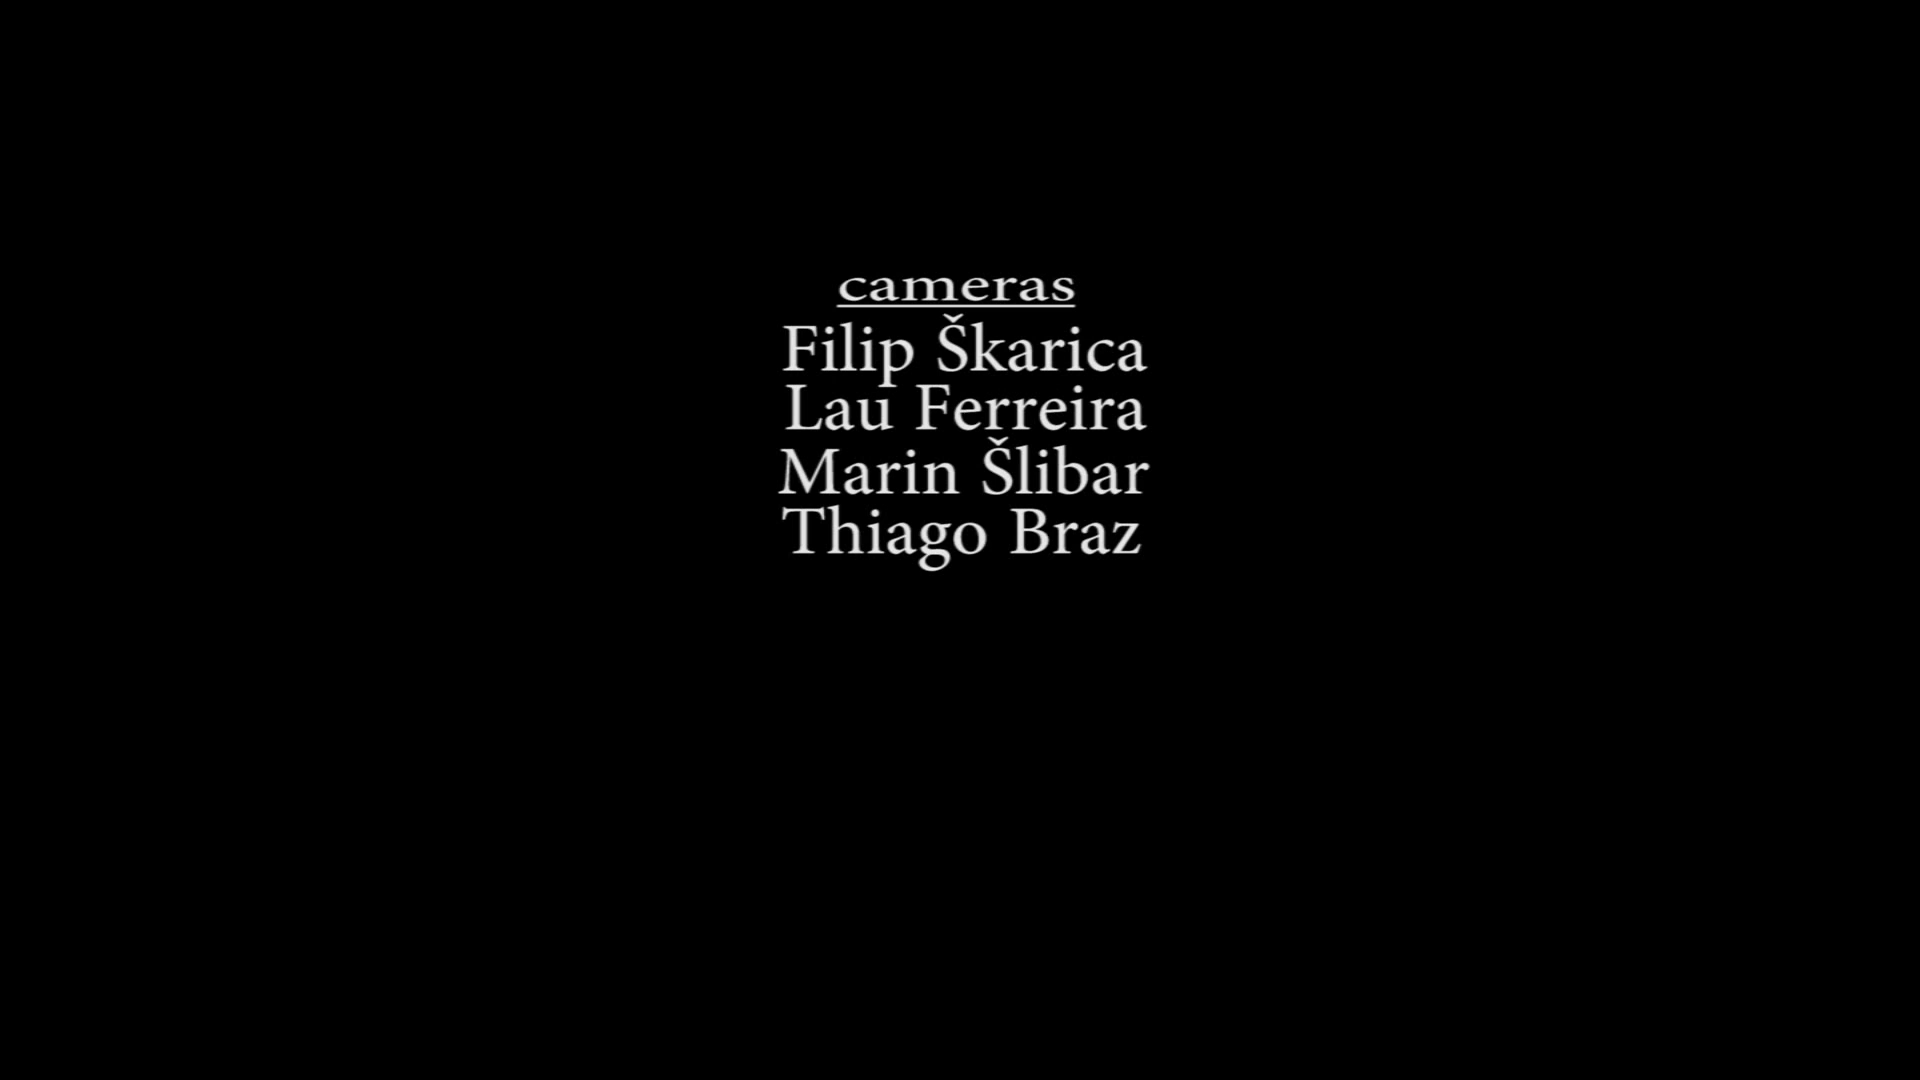 cameras
Filip Škarica
Lau Ferreira
Marin Šlibar
Thiago Braz